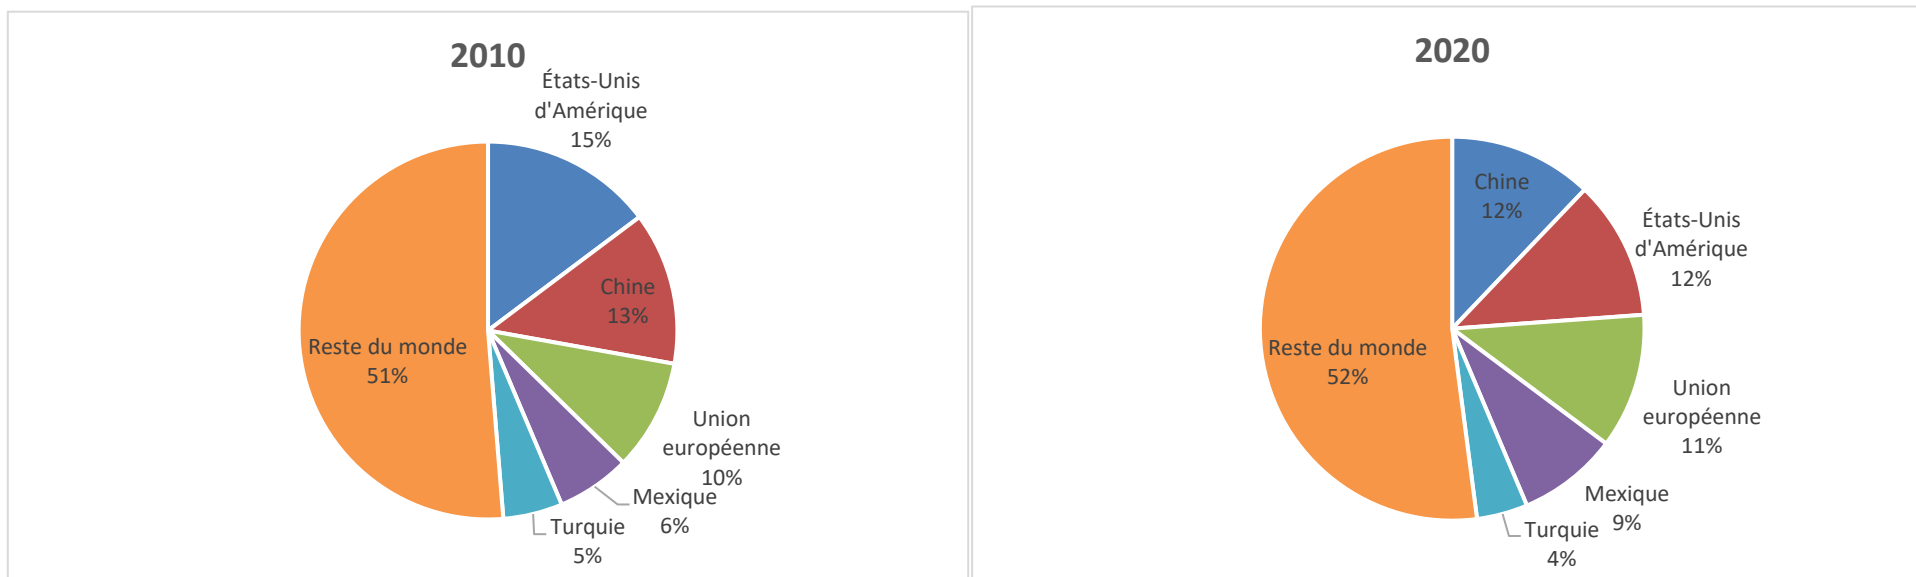 2010
États-Unis
d'Amérique
15%
Chine
13%
Union
européenne
10%
Mexique
6%
Turquie
5%
Reste du monde
51%
2020
Chine
12%
États-Unis
d'Amérique
12%
Union
européenne
11%
Mexique
9%
Turquie
4%
Reste du monde
52%